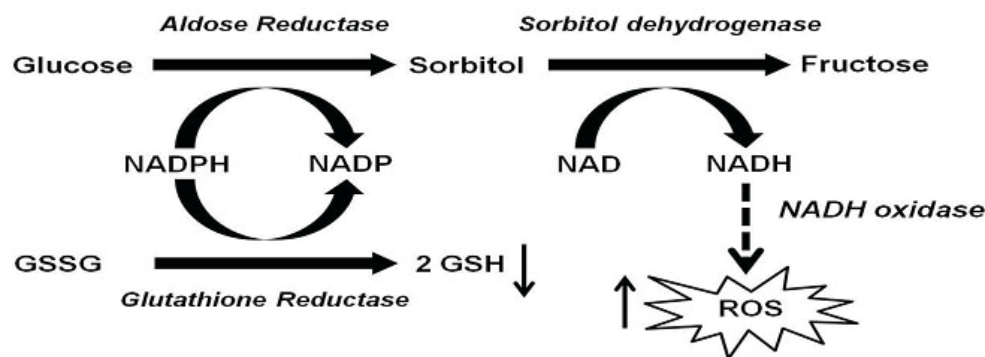 Aldose Reductase
Sorbitol dehydrogenase
Glucose
Sorbitol
Fructose
NADPH
NADP
NAD
NADH
NADH oxidase
GSSG
2 GSH
Glutathione Reductase
ROS